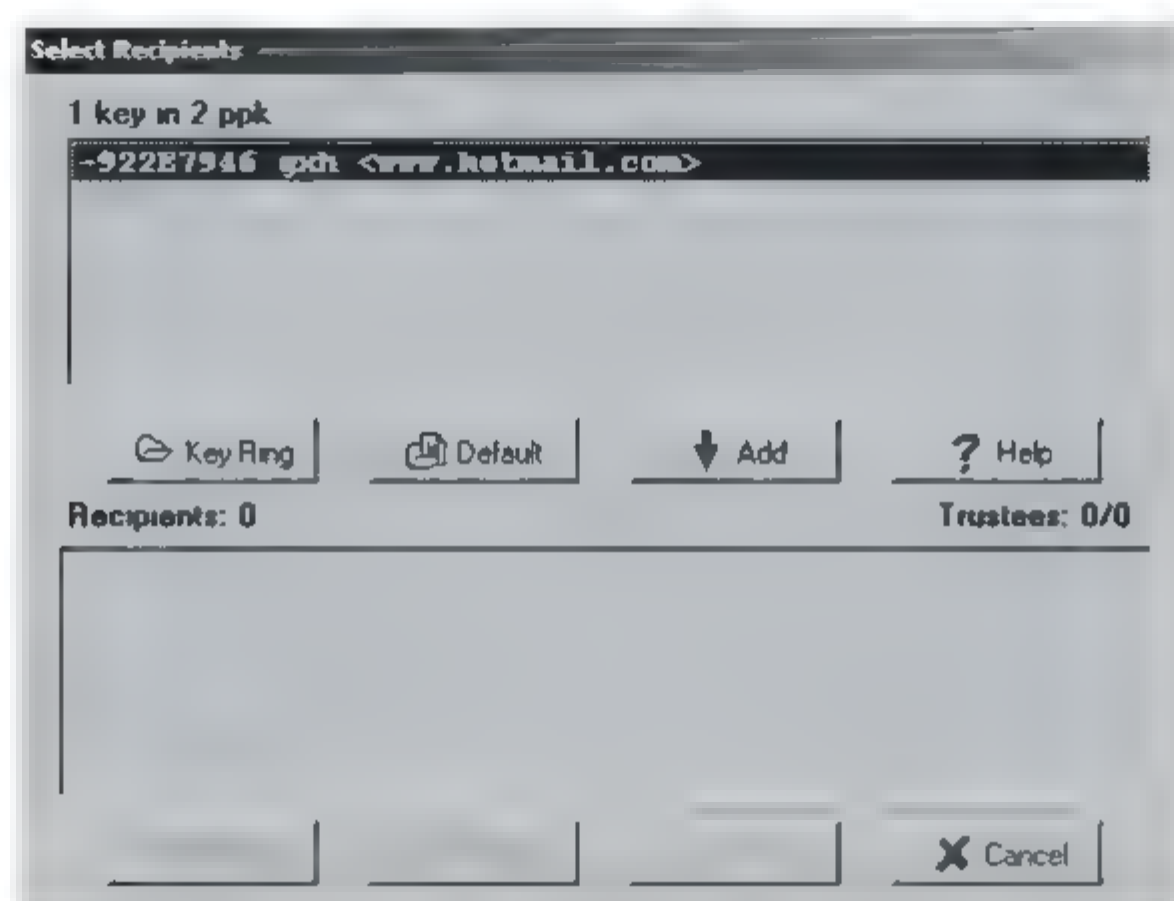 Select Recipients
1 key in 2 ppk
-922E7946 gxh <www.hotmail.com>
Key Ring Default Add Help
Recipients: 0 Trustees: 0/0
Cancel